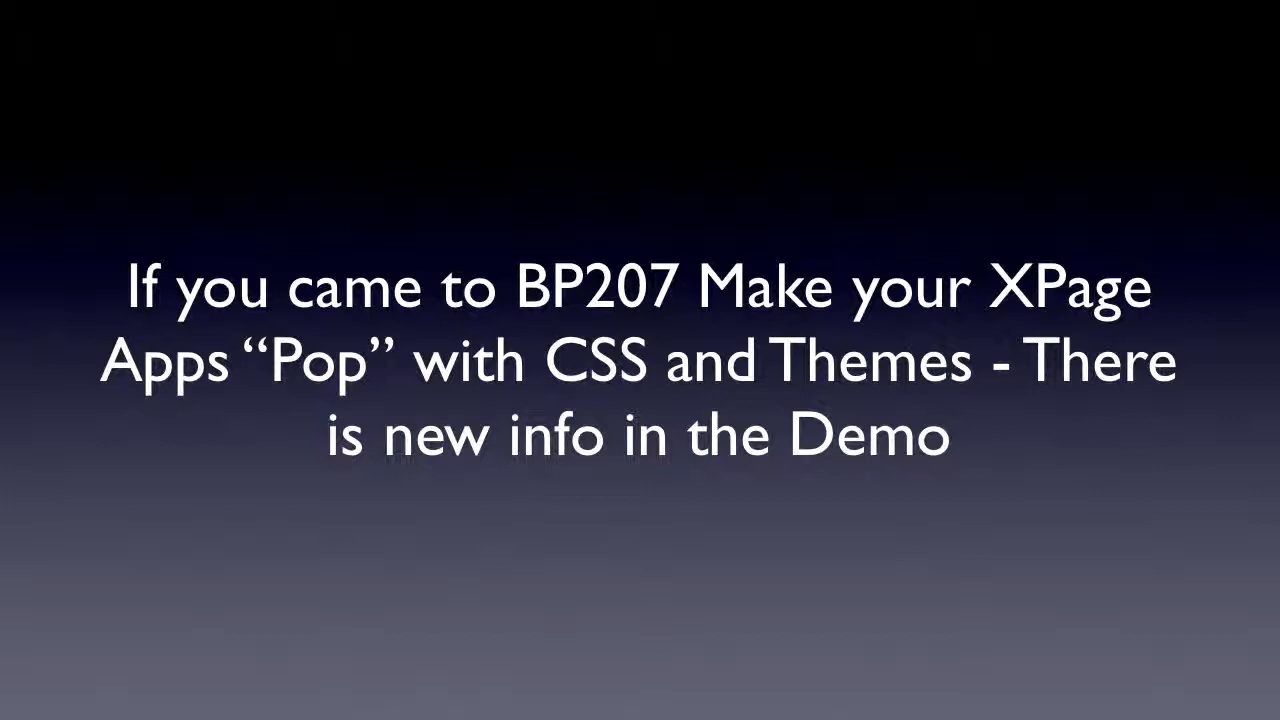 If you came to BP207 Make your XPage
Apps “Pop” with CSS and Themes - There
is new info in the Demo